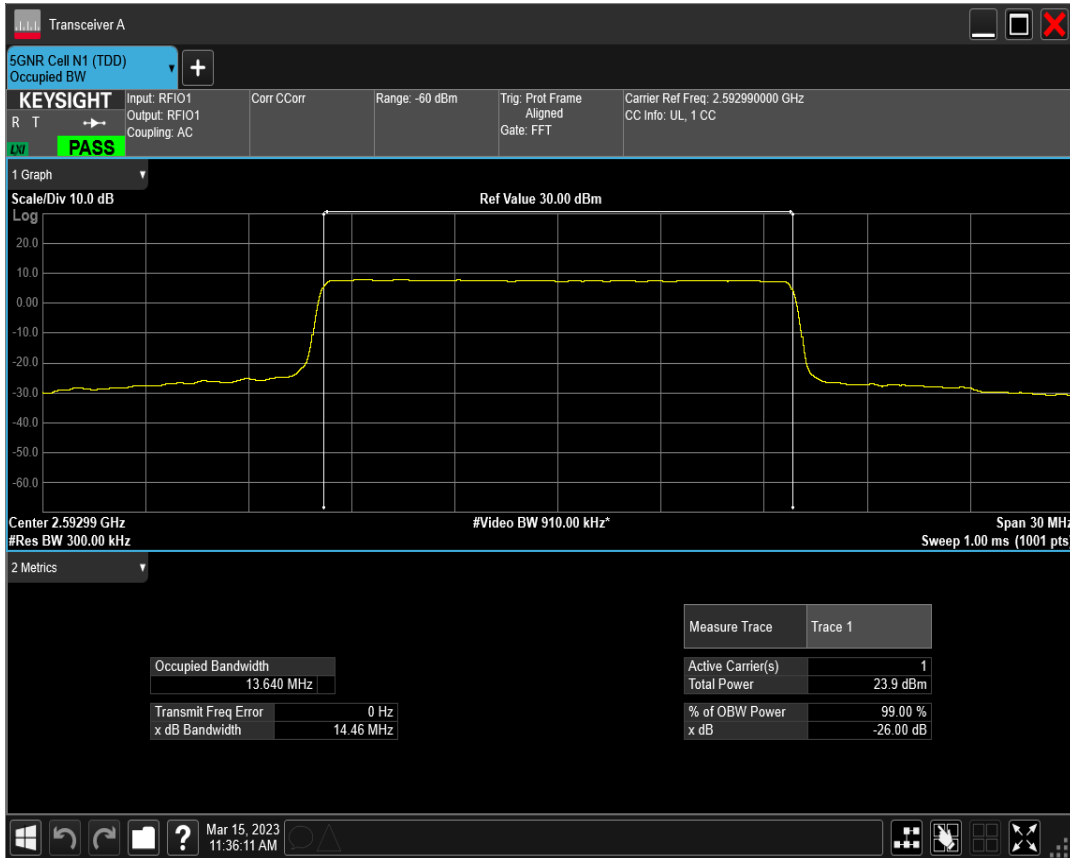 Transceiver A
5GNR Cell N1 (TDD)
Occupied BW
+
KEYSIGHT
R T
LXI
PASS
Input: RFIO1
Output: RFIO1
Coupling: AC
Corr CCorr
Range: -60 dBm
Trig: Prot Frame
Aligned
Gate: FFT
Carrier Ref Freq: 2.592990000 GHz
CC Info: UL, 1 CC
1 Graph
Scale/Div 10.0 dB
Ref Value 30.00 dBm
Log
20.0
10.0
0.00
-10.0
-20.0
-30.0
-40.0
-50.0
-60.0
Center 2.59299 GHz
#Video BW 910.00 kHz*
Span 30 MHz
#Res BW 300.00 kHz
Sweep 1.00 ms (1001 pts)
2 Metrics
Measure Trace Trace 1
Occupied Bandwidth
13.640 MHz
Active Carrier(s) 1
Total Power 23.9 dBm
Transmit Freq Error 0 Hz
x dB Bandwidth 14.46 MHz
% of OBW Power 99.00 %
x dB -26.00 dB
?
Mar 15, 2023
11:36:11 AM